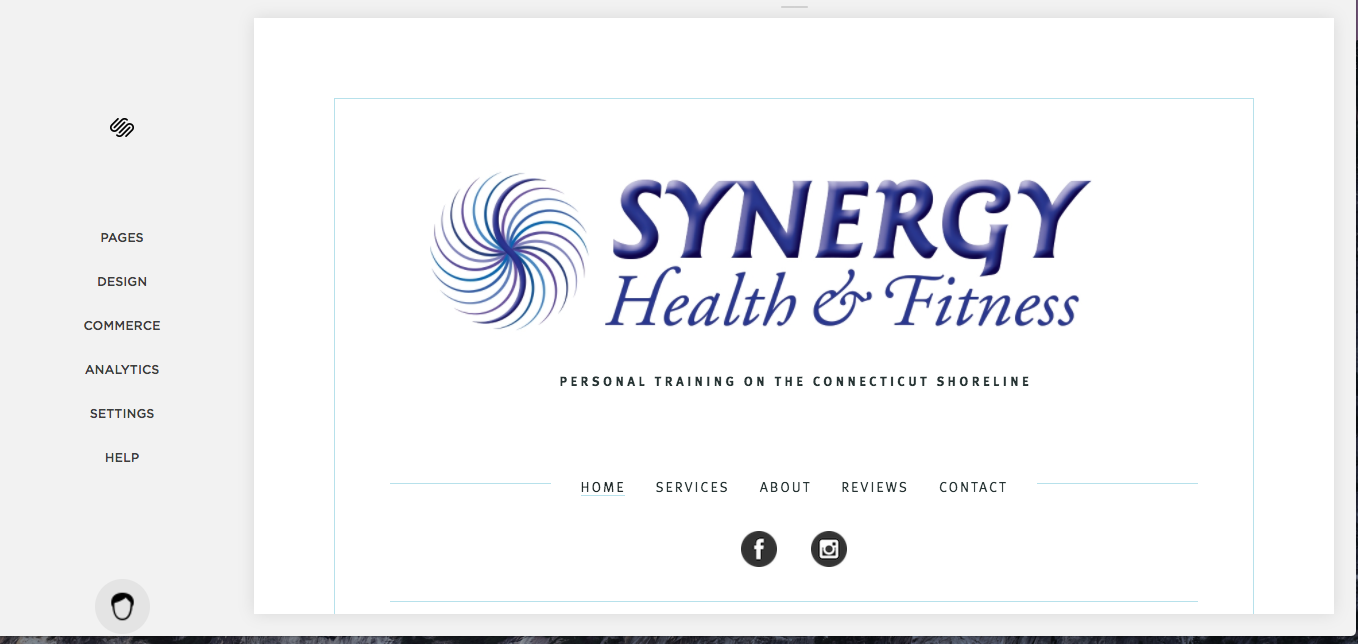 PAGES
DESIGN
COMMERCE
ANALYTICS
SETTINGS
HELP
SYNERGY
Health & Fitness
PERSONAL TRAINING ON THE CONNECTICUT SHORELINE
HOME SERVICES ABOUT REVIEWS CONTACT